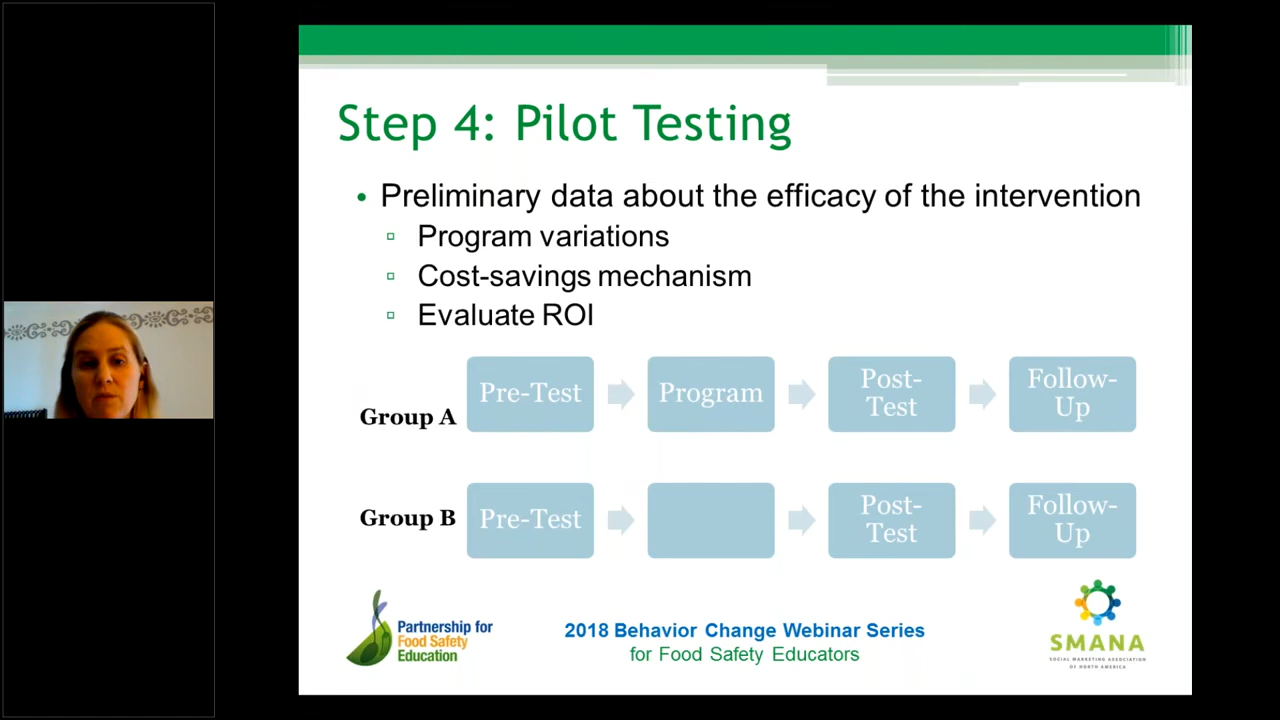 Step 4: Pilot Testing
• Preliminary data about the efficacy of the intervention
Program variations
Cost-savings mechanism
Evaluate ROI
Group A
Pre-Test
Program
Post-
Test
Follow-
Up
Group B
Pre-Test
Post-
Test
Follow-
Up
Partnership for
Food Safety
Education
2018 Behavior Change Webinar Series
for Food Safety Educators
SMANA
SOCIAL MARKETING ASSOCIATION
OF NORTH AMERICA